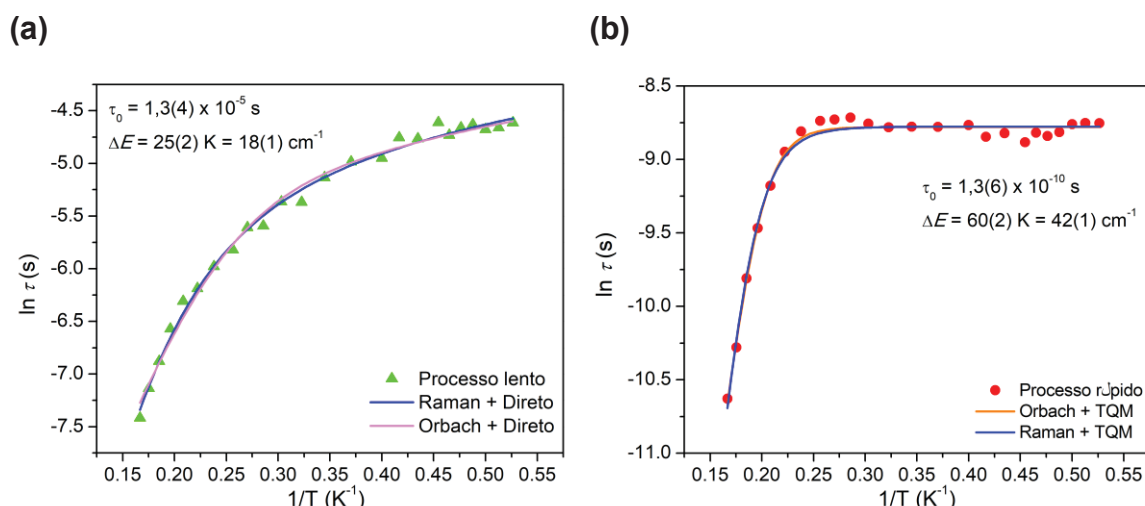 (a)
τ₀ = 1,3(4) x 10⁻⁵ s
ΔE = 25(2) K = 18(1) cm⁻¹
ln τ (s)
-4.5
-5.0
-5.5
-6.0
-6.5
-7.0
-7.5
Processo lento
Raman + Direto
Orbach + Direto
0.15 0.20 0.25 0.30 0.35 0.40 0.45 0.50 0.55
1/T (K⁻¹)
(b)
τ₀ = 1,3(6) x 10⁻¹⁰ s
ΔE = 60(2) K = 42(1) cm⁻¹
ln τ (s)
-8.5
-9.0
-9.5
-10.0
-10.5
-11.0
Processo rúpido
Orbach + TQM
Raman + TQM
0.15 0.20 0.25 0.30 0.35 0.40 0.45 0.50 0.55
1/T (K⁻¹)